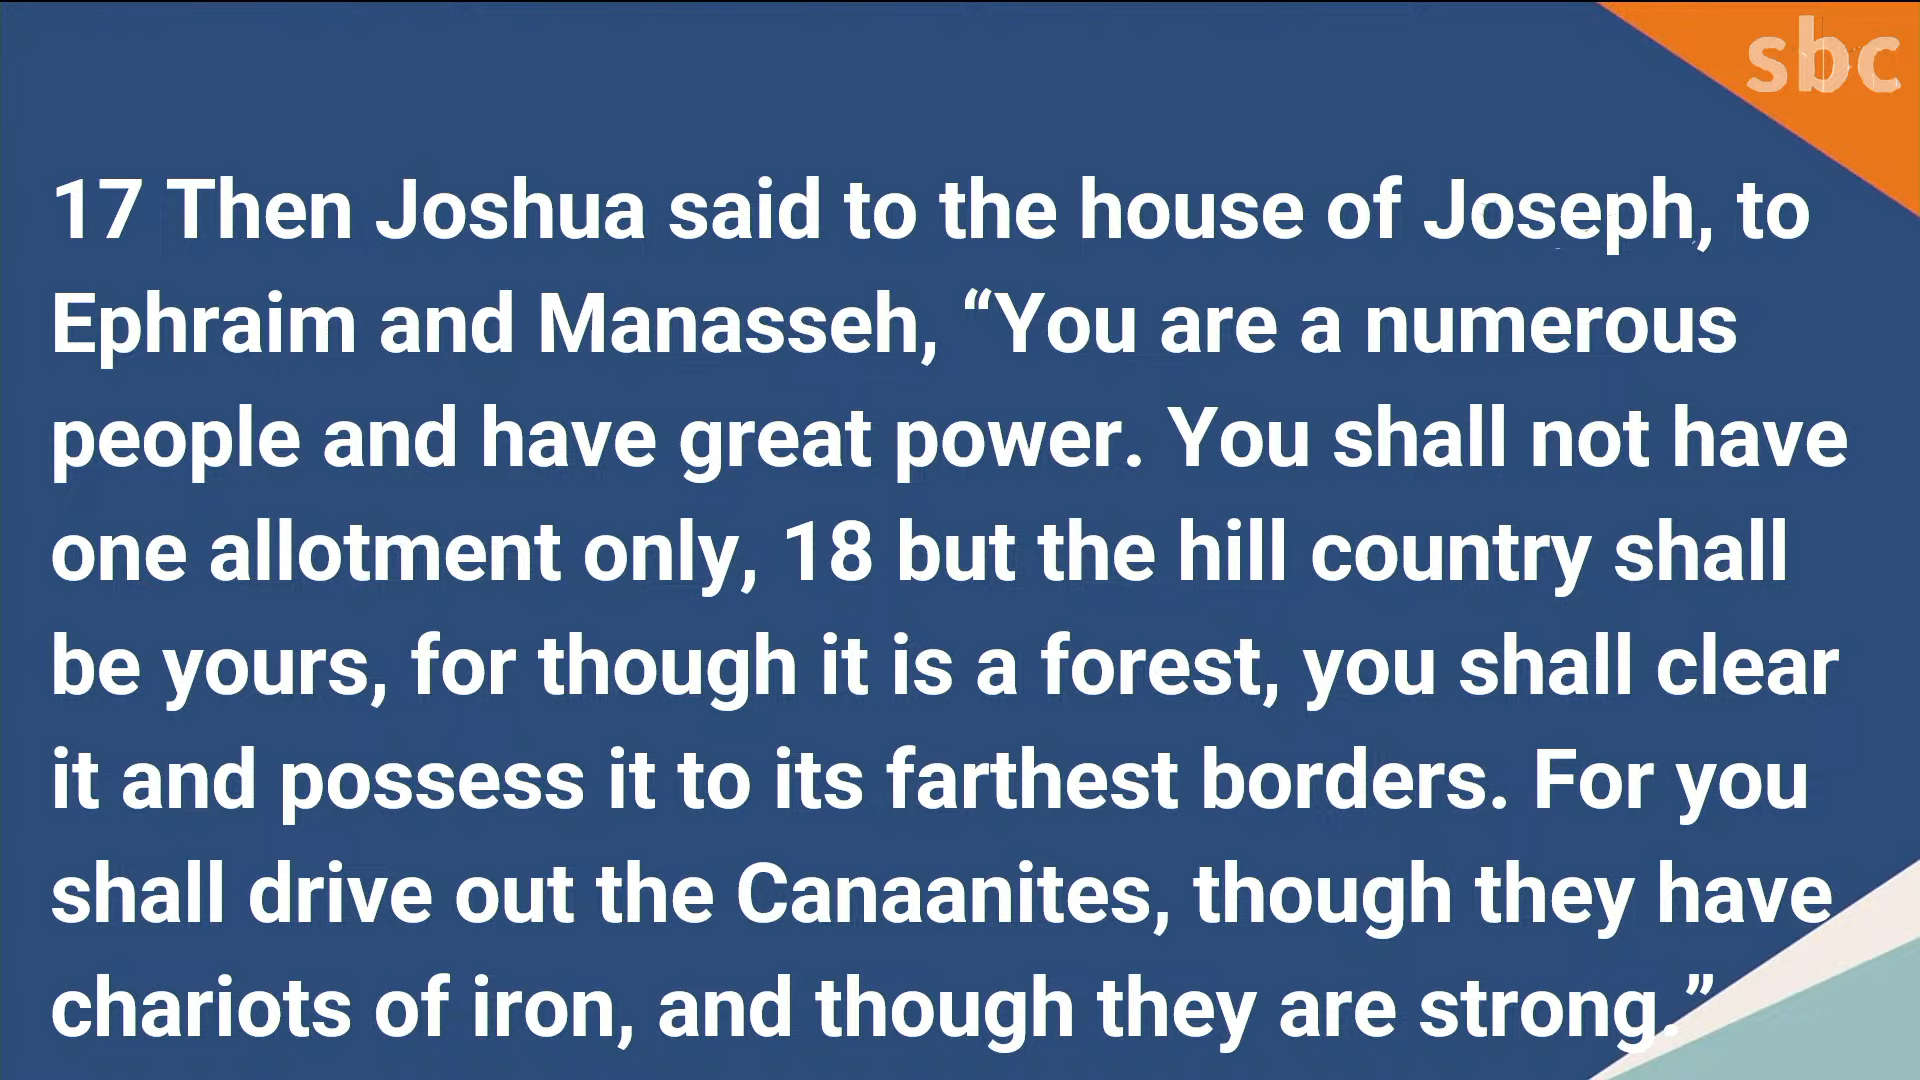 sbc
17 Then Joshua said to the house of Joseph, to
Ephraim and Manasseh, “You are a numerous
people and have great power. You shall not have
one allotment only, 18 but the hill country shall
be yours, for though it is a forest, you shall clear
it and possess it to its farthest borders. For you
shall drive out the Canaanites, though they have
chariots of iron, and though they are strong.”